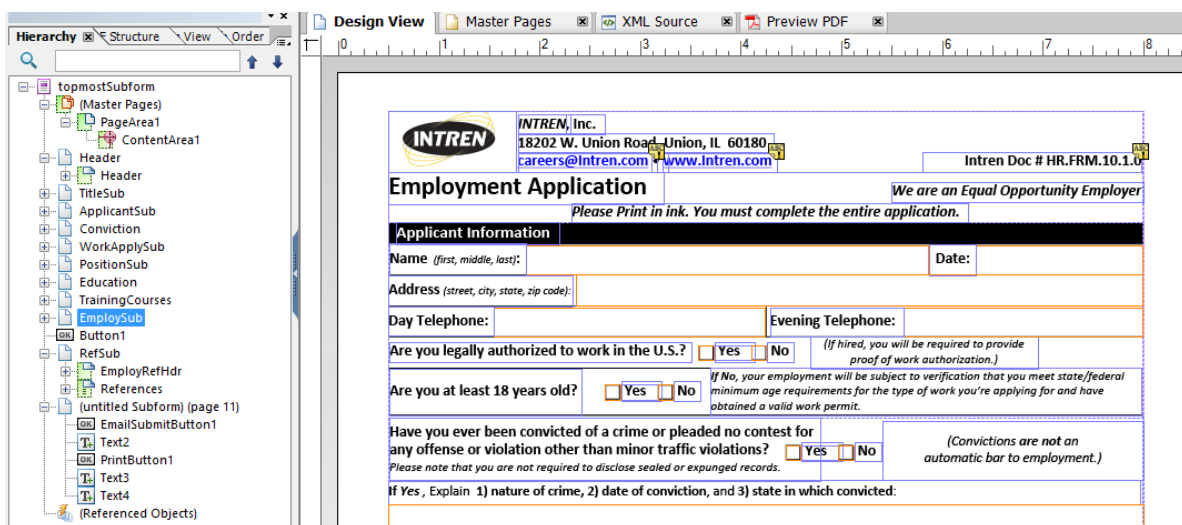 Design View
Master Pages
XML Source
Preview PDF
Hierarchy
Structure
View
Order
0 1 2 3 4 5 6 7 8
topmostSubform
(Master Pages)
PageArea1
ContentArea1
Header
Header
TitleSub
ApplicantSub
Conviction
WorkApplySub
PositionSub
Education
TrainingCourses
EmploySub
OK Button1
RefSub
EmployRefHdr
References
(untitled Subform) (page 11)
OK EmailSubmitButton1
T Text2
OK PrintButton1
T Text3
T Text4
(Referenced Objects)
INTREN
INTREN, Inc.
18202 W. Union Road, Union, IL 60180
careers@Intren.com • www.Intren.com
Intren Doc # HR.FRM.10.1.0
Employment Application
We are an Equal Opportunity Employer
Please Print in ink. You must complete the entire application.
Applicant Information
Name (first, middle, last):
Date:
Address (street, city, state, zip code):
Day Telephone:
Evening Telephone:
Are you legally authorized to work in the U.S.? Yes No
(If hired, you will be required to provide
proof of work authorization.)
Are you at least 18 years old? Yes No
If No, your employment will be subject to verification that you meet state/federal
minimum age requirements for the type of work you're applying for and have
obtained a valid work permit.
Have you ever been convicted of a crime or pleaded no contest for
any offense or violation other than minor traffic violations? Yes No
Please note that you are not required to disclose sealed or expunged records.
(Convictions are not an
automatic bar to employment.)
If Yes , Explain 1) nature of crime, 2) date of conviction, and 3) state in which convicted: